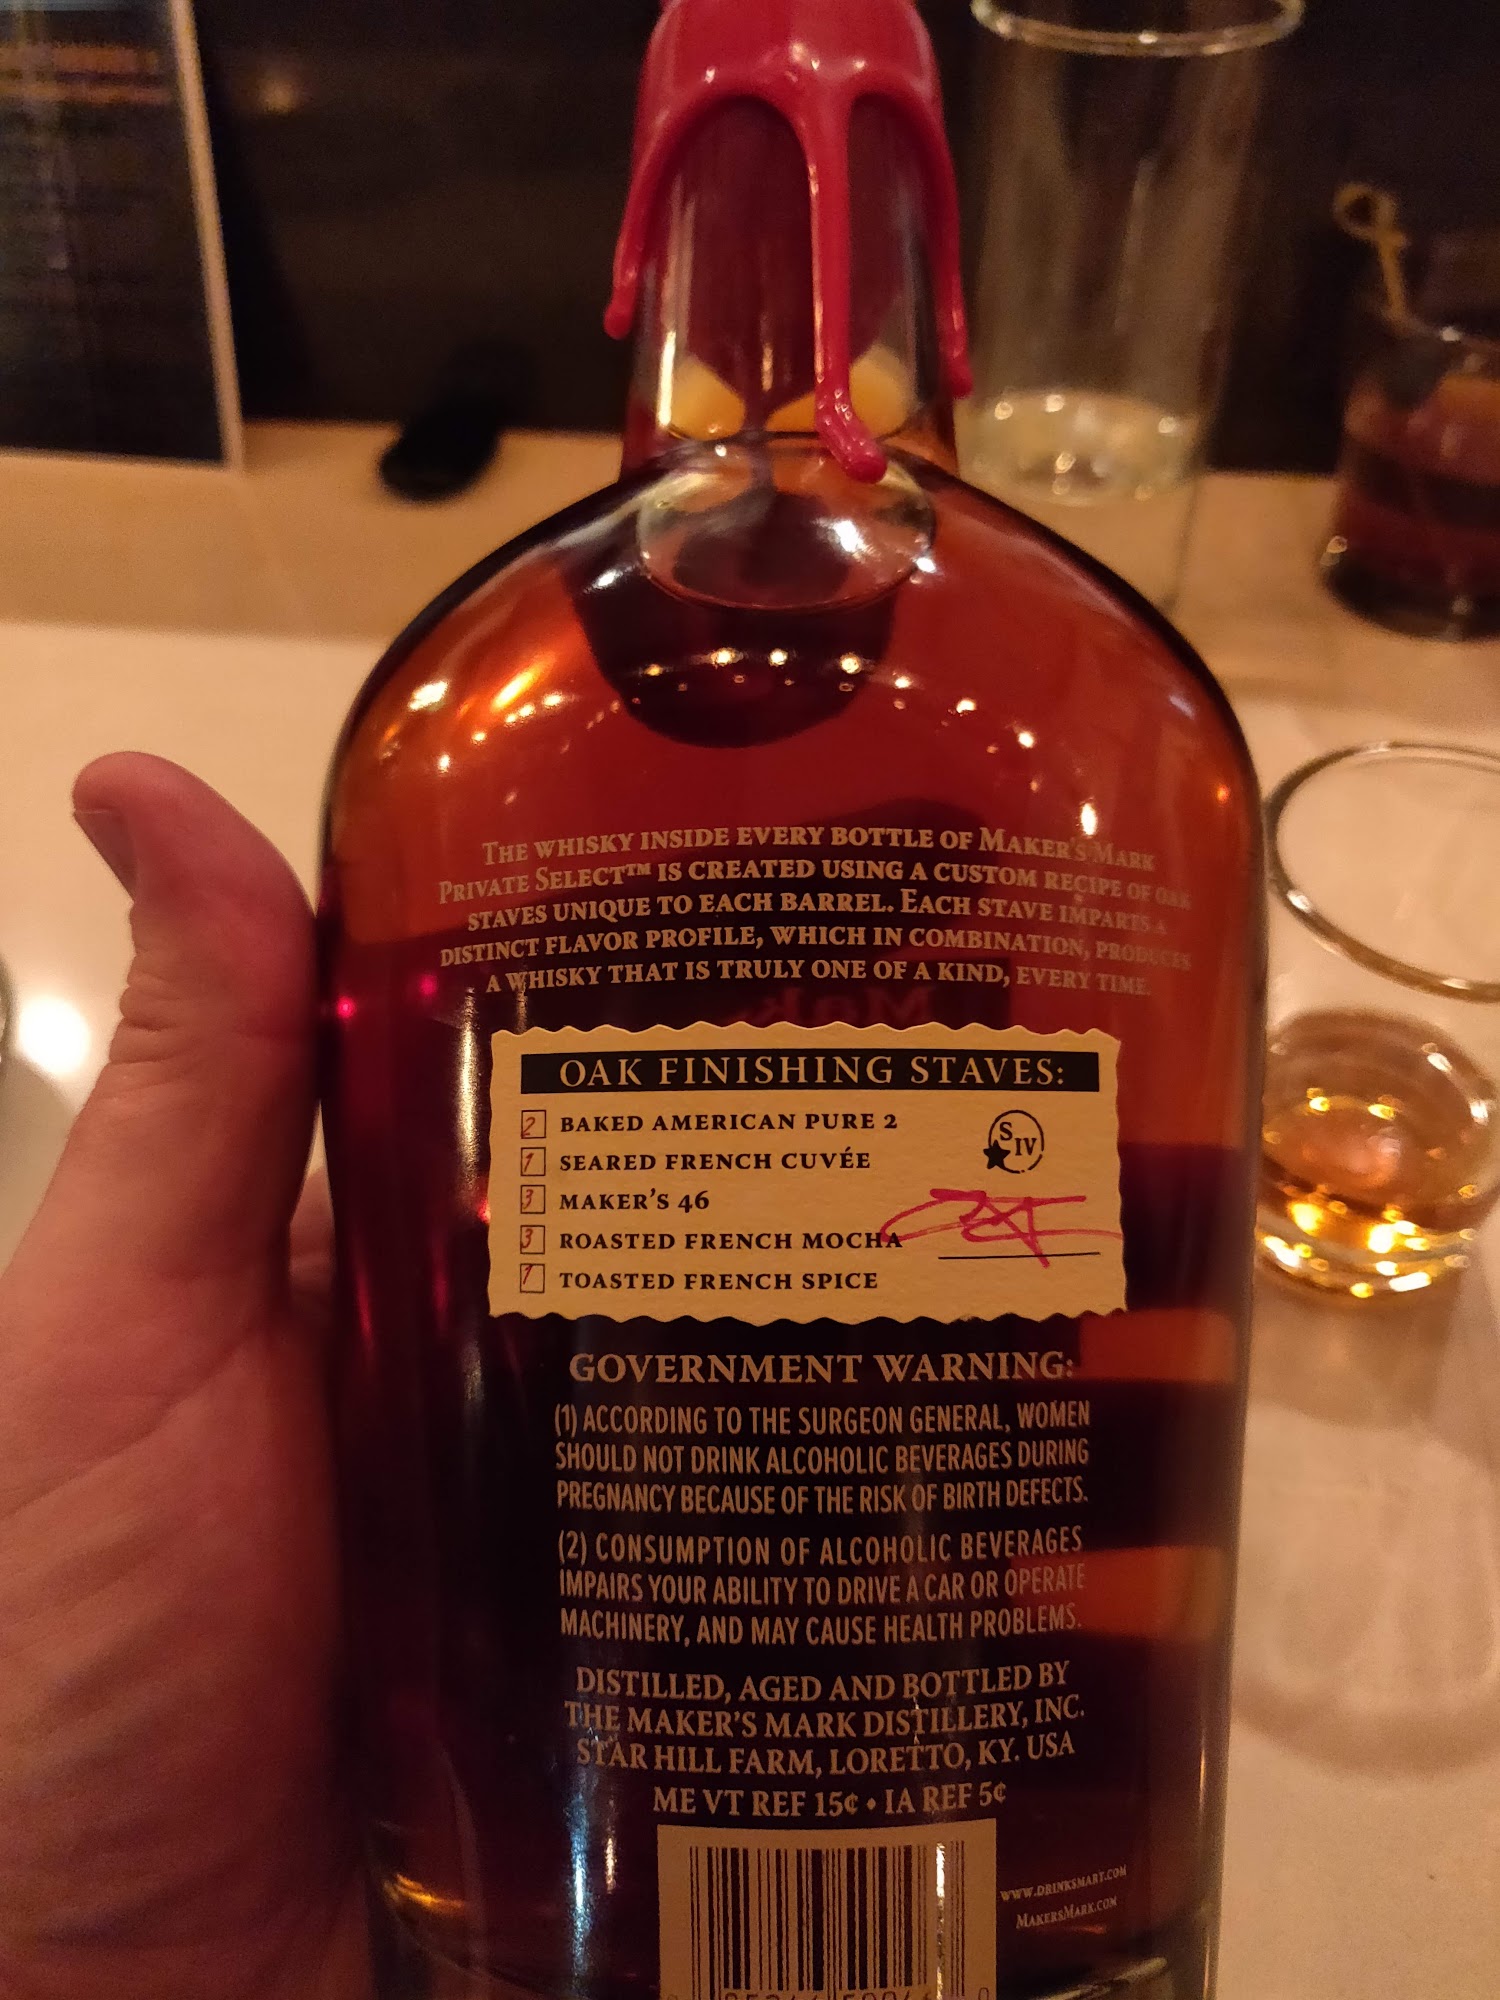 The whisky inside every bottle of Maker's Mark
Private Select™ is created using a custom recipe of oak
staves unique to each barrel. Each stave imparts a
distinct flavor profile, which in combination, produces
a whisky that is truly one of a kind, every time.
OAK FINISHING STAVES:
2 BAKED AMERICAN PURE 2
1 SEARED FRENCH CUVÉE
3 MAKER'S 46
3 ROASTED FRENCH MOCHA
1 TOASTED FRENCH SPICE
S IV
GOVERNMENT WARNING:
(1) ACCORDING TO THE SURGEON GENERAL, WOMEN
SHOULD NOT DRINK ALCOHOLIC BEVERAGES DURING
PREGNANCY BECAUSE OF THE RISK OF BIRTH DEFECTS.
(2) CONSUMPTION OF ALCOHOLIC BEVERAGES
IMPAIRS YOUR ABILITY TO DRIVE A CAR OR OPERATE
MACHINERY, AND MAY CAUSE HEALTH PROBLEMS.
DISTILLED, AGED AND BOTTLED BY
THE MAKER'S MARK DISTILLERY, INC.
STAR HILL FARM, LORETTO, KY. USA
ME VT REF 15¢ • IA REF 5¢
www.drinksmart.com
MakersMark.com